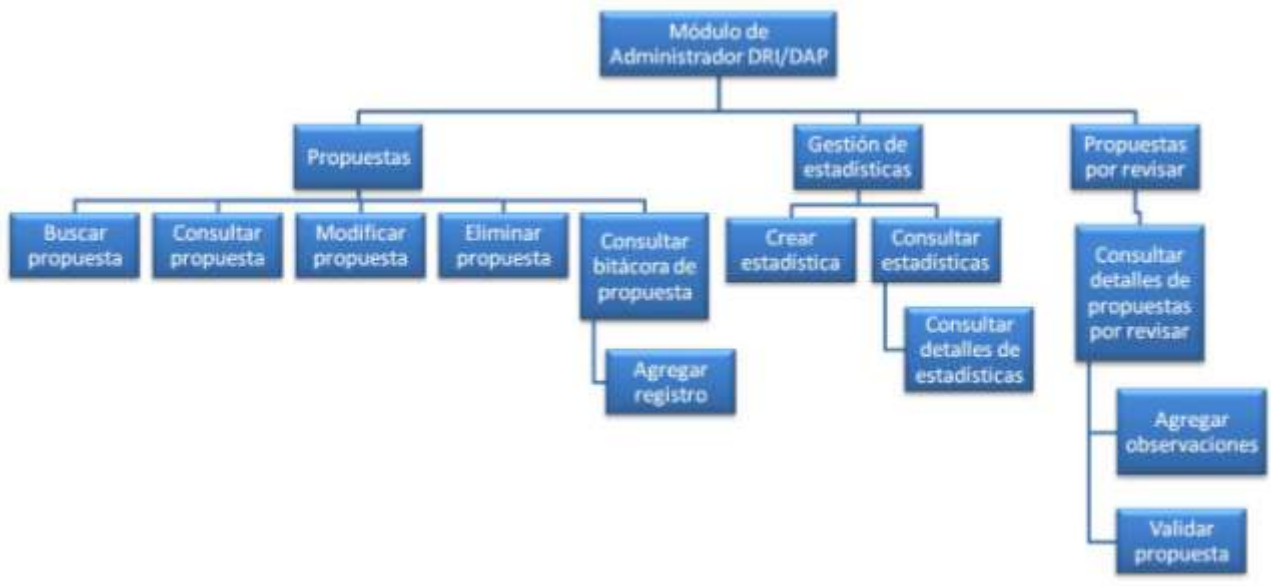 Módulo de
Administrador DRI/DAP
Propuestas
Gestión de
estadísticas
Propuestas
por revisar
Buscar
propuesta
Consultar
propuesta
Modificar
propuesta
Eliminar
propuesta
Consultar
bitácora de
propuesta
Agregar
registro
Crear
estadística
Consultar
estadísticas
Consultar
detalles de
estadísticas
Consultar
detalles de
propuestas
por revisar
Agregar
observaciones
Validar
propuesta